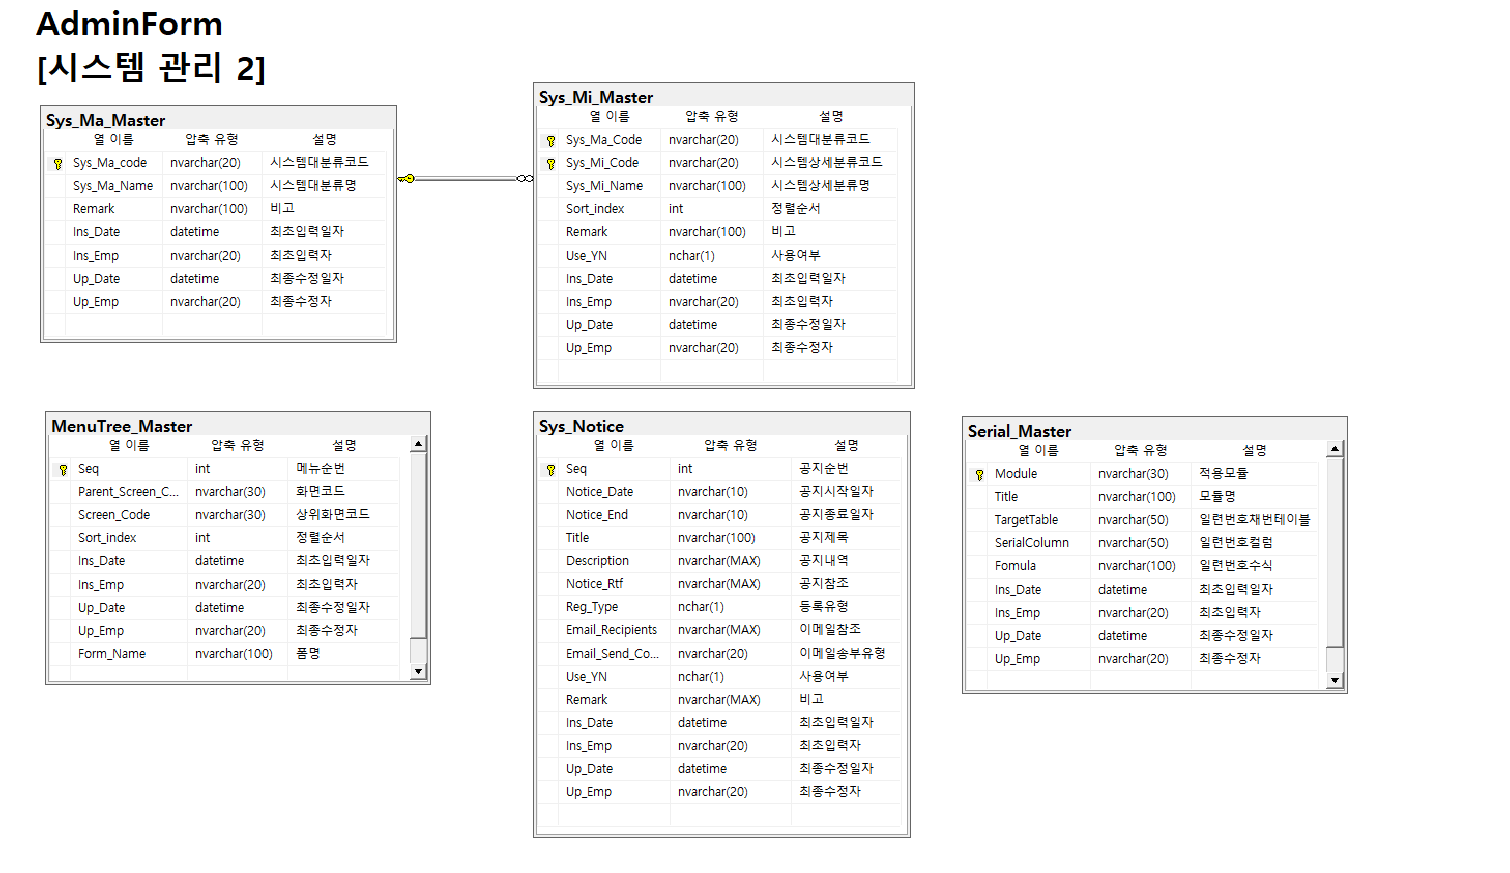 AdminForm
[시스템 관리 2]
Sys_Ma_Master
열 이름 압축 유형 설명
Sys_Ma_code nvarchar(20) 시스템대분류코드
Sys_Ma_Name nvarchar(100) 시스템대분류명
Remark nvarchar(100) 비고
Ins_Date datetime 최초입력일자
Ins_Emp nvarchar(20) 최초입력자
Up_Date datetime 최종수정일자
Up_Emp nvarchar(20) 최종수정자
Sys_Mi_Master
열 이름 압축 유형 설명
Sys_Ma_Code nvarchar(20) 시스템대분류코드
Sys_Mi_Code nvarchar(20) 시스템상세분류코드
Sys_Mi_Name nvarchar(100) 시스템상세분류명
Sort_index int 정렬순서
Remark nvarchar(100) 비고
Use_YN nchar(1) 사용여부
Ins_Date datetime 최초입력일자
Ins_Emp nvarchar(20) 최초입력자
Up_Date datetime 최종수정일자
Up_Emp nvarchar(20) 최종수정자
MenuTree_Master
열 이름 압축 유형 설명
Seq int 메뉴순번
Parent_Screen_C... nvarchar(30) 화면코드
Screen_Code nvarchar(30) 상위화면코드
Sort_index int 정렬순서
Ins_Date datetime 최초입력일자
Ins_Emp nvarchar(20) 최초입력자
Up_Date datetime 최종수정일자
Up_Emp nvarchar(20) 최종수정자
Form_Name nvarchar(100) 폼명
Sys_Notice
열 이름 압축 유형 설명
Seq int 공지순번
Notice_Date nvarchar(10) 공지시작일자
Notice_End nvarchar(10) 공지종료일자
Title nvarchar(100) 공지제목
Description nvarchar(MAX) 공지내역
Notice_Rtf nvarchar(MAX) 공지참조
Reg_Type nchar(1) 등록유형
Email_Recipients nvarchar(MAX) 이메일참조
Email_Send_Co... nvarchar(20) 이메일송부유형
Use_YN nchar(1) 사용여부
Remark nvarchar(MAX) 비고
Ins_Date datetime 최초입력일자
Ins_Emp nvarchar(20) 최초입력자
Up_Date datetime 최종수정일자
Up_Emp nvarchar(20) 최종수정자
Serial_Master
열 이름 압축 유형 설명
Module nvarchar(30) 적용모듈
Title nvarchar(100) 모듈명
TargetTable nvarchar(50) 일련번호채번테이블
SerialColumn nvarchar(50) 일련번호컬럼
Fomula nvarchar(100) 일련번호수식
Ins_Date datetime 최초입력일자
Ins_Emp nvarchar(20) 최초입력자
Up_Date datetime 최종수정일자
Up_Emp nvarchar(20) 최종수정자